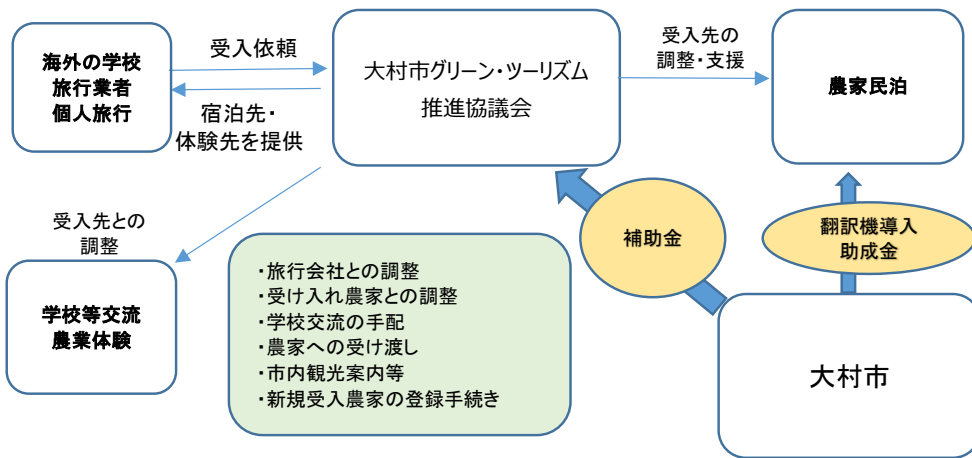 海外の学校
旅行業者
個人旅行
受入依頼
宿泊先・
体験先を提供
大村市グリーン・ツーリズム
推進協議会
受入先の
調整・支援
農家民泊
受入先との
調整
学校等交流
農業体験
・旅行会社との調整
・受け入れ農家との調整
・学校交流の手配
・農家への受け渡し
・市内観光案内等
・新規受入農家の登録手続き
補助金
翻訳機導入
助成金
大村市